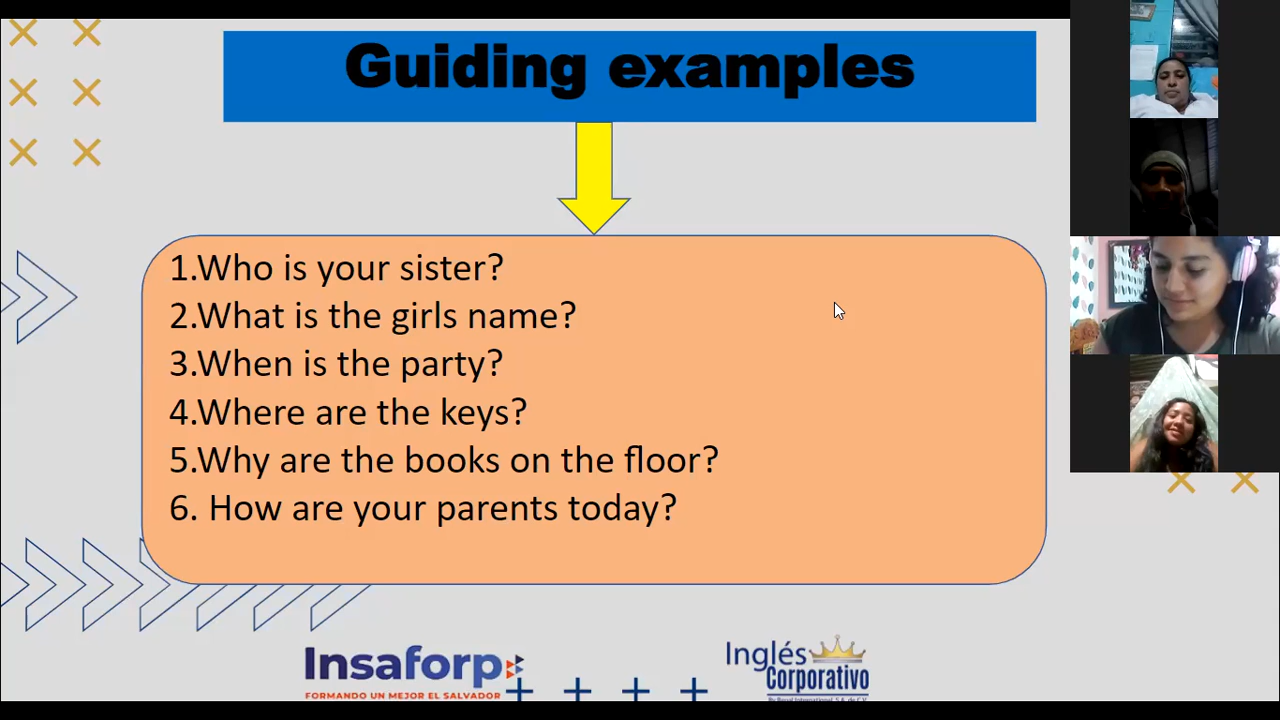 Guiding examples
1.Who is your sister?
2.What is the girls name?
3.When is the party?
4.Where are the keys?
5.Why are the books on the floor?
6. How are your parents today?
Insaforp
FORMANDO UN MEJOR EL SALVADOR
Inglés
Corporativo